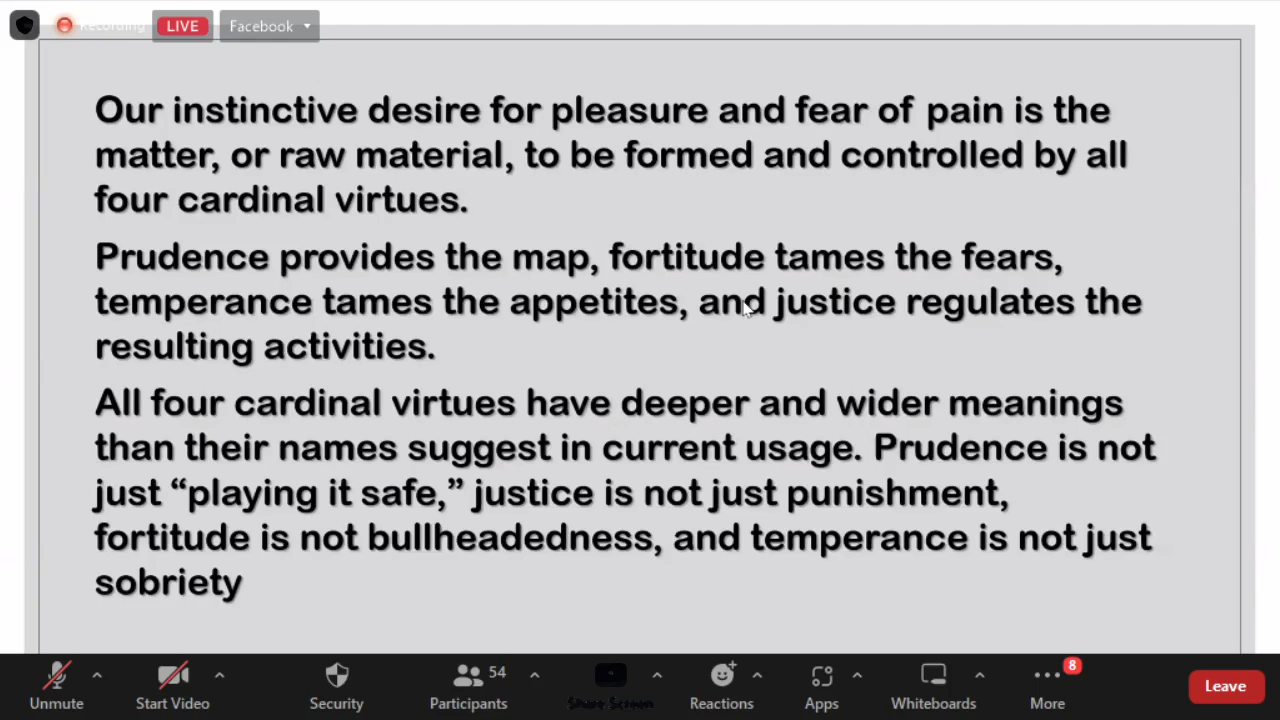 Recording LIVE Facebook
Our instinctive desire for pleasure and fear of pain is the
matter, or raw material, to be formed and controlled by all
four cardinal virtues.
Prudence provides the map, fortitude tames the fears,
temperance tames the appetites, and justice regulates the
resulting activities.
All four cardinal virtues have deeper and wider meanings
than their names suggest in current usage. Prudence is not
just “playing it safe,” justice is not just punishment,
fortitude is not bullheadedness, and temperance is not just
sobriety
54 8
Unmute Start Video Security Participants Share Screen Reactions Apps Whiteboards More Leave